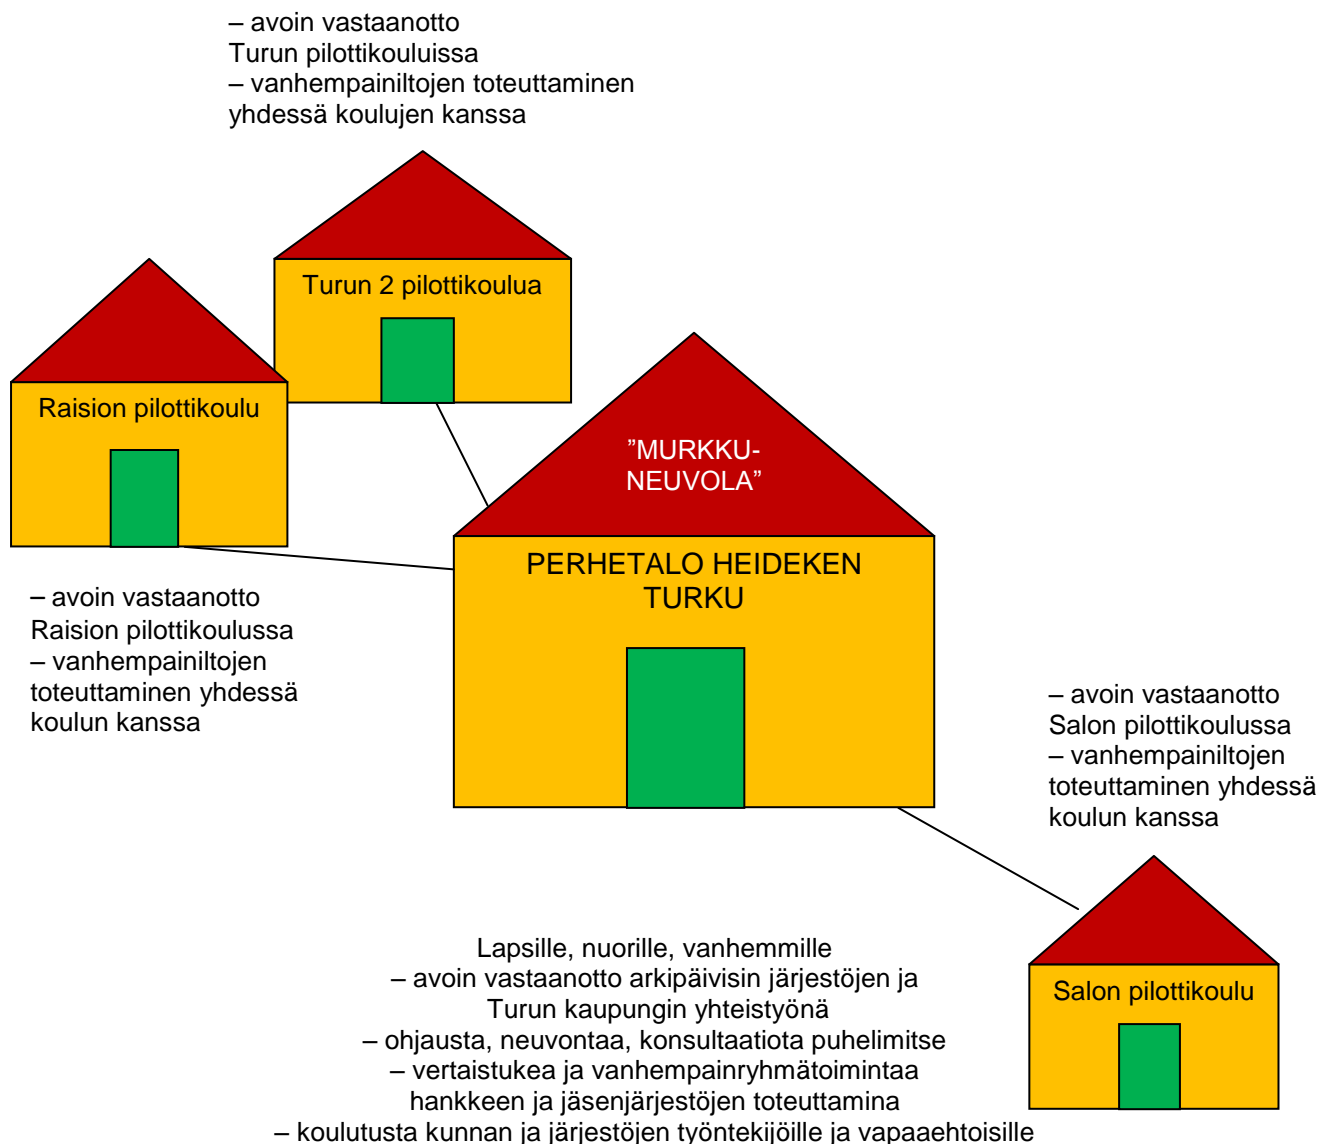 – avoin vastaanotto
Turun pilottikouluissa
– vanhempainiltojen toteuttaminen
yhdessä koulujen kanssa
Turun 2 pilottikoulua
Raision pilottikoulu
”MURKKU-
NEUVOLA”
PERHETALO HEIDEKEN
TURKU
– avoin vastaanotto
Raision pilottikoulussa
– vanhempainiltojen
toteuttaminen yhdessä
koulun kanssa
– avoin vastaanotto
Salon pilottikoulussa
– vanhempainiltojen
toteuttaminen yhdessä
koulun kanssa
Salon pilottikoulu
Lapsille, nuorille, vanhemmille
– avoin vastaanotto arkipäivisin järjestöjen ja
Turun kaupungin yhteistyönä
– ohjausta, neuvontaa, konsultaatiota puhelimitse
– vertaistukea ja vanhempainryhmätoimintaa
hankkeen ja jäsenjärjestöjen toteuttamina
– koulutusta kunnan ja järjestöjen työntekijöille ja vapaaehtoisille